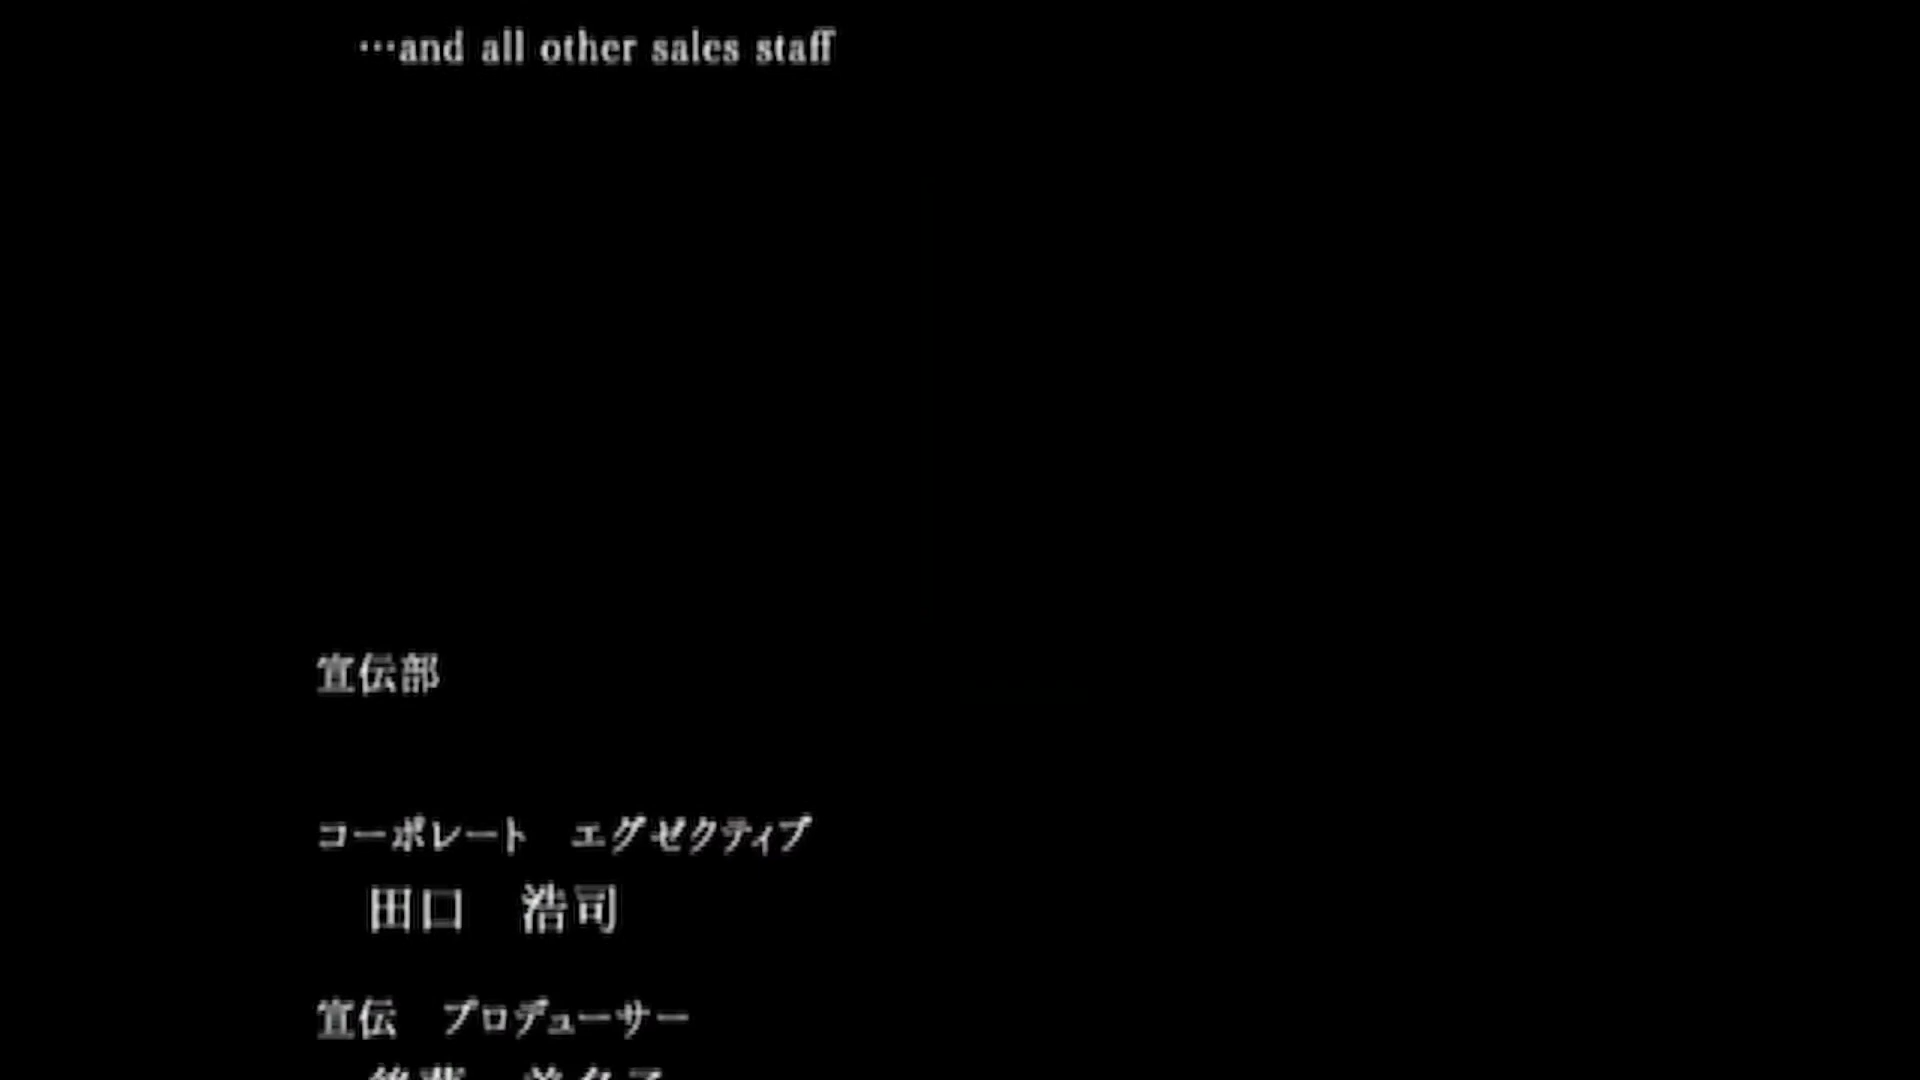 …and all other sales staff
宣伝部
コーポレート　エグゼクティブ
田口　浩司
宣伝　プロデューサー